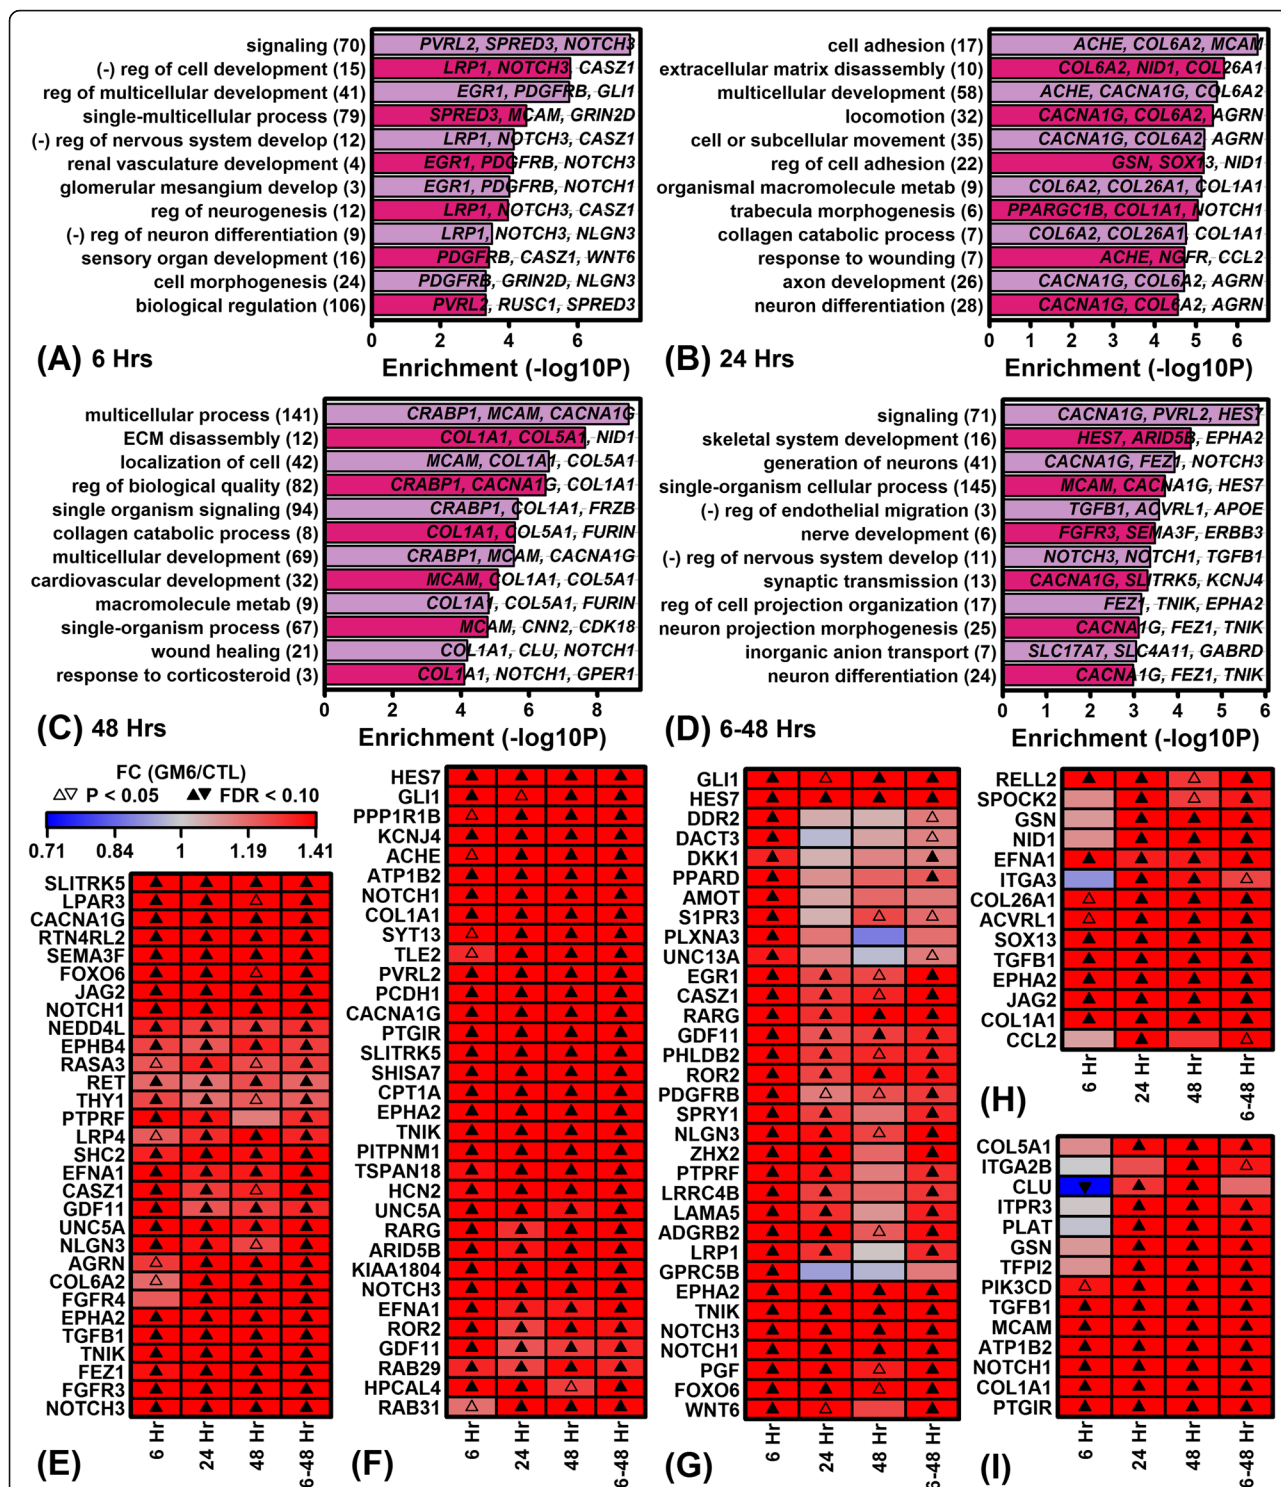 signaling (70) PVRL2, SPRED3, NOTCH3
(-) reg of cell development (15) LRP1, NOTCH3, CASZ1
reg of multicellular development (41) EGR1, PDGFRB, GLI1
single-multicellular process (79) SPRED3, MCAM, GRIN2D
(-) reg of nervous system develop (12) LRP1, NOTCH3, CASZ1
renal vasculature development (4) EGR1, PDGFRB, NOTCH3
glomerular mesangium develop (3) EGR1, PDGFRB, NOTCH1
reg of neurogenesis (12) LRP1, NOTCH3, CASZ1
(-) reg of neuron differentiation (9) LRP1, NOTCH3, NLGN3
sensory organ development (16) PDGFRB, CASZ1, WNT6
cell morphogenesis (24) PDGFRB, GRIN2D, NLGN3
biological regulation (106) PVRL2, RUSC1, SPRED3
0 2 4 6
(A) 6 Hrs Enrichment (-log10P)
cell adhesion (17) ACHE, COL6A2, MCAM
extracellular matrix disassembly (10) COL6A2, NID1, COL26A1
multicellular development (58) ACHE, CACNA1G, COL6A2
locomotion (32) CACNA1G, COL6A2, AGRN
cell or subcellular movement (35) CACNA1G, COL6A2, AGRN
reg of cell adhesion (22) GSN, SOX13, NID1
organismal macromolecule metab (9) COL6A2, COL26A1, COL1A1
trabecula morphogenesis (6) PPARGC1B, COL1A1, NOTCH1
collagen catabolic process (7) COL6A2, COL26A1, COL1A1
response to wounding (7) ACHE, NGFR, CCL2
axon development (26) CACNA1G, COL6A2, AGRN
neuron differentiation (28) CACNA1G, COL6A2, AGRN
0 1 2 3 4 5 6
(B) 24 Hrs Enrichment (-log10P)
multicellular process (141) CRABP1, MCAM, CACNA1G
ECM disassembly (12) COL1A1, COL5A1, NID1
localization of cell (42) MCAM, COL1A1, COL5A1
reg of biological quality (82) CRABP1, CACNA1G, COL1A1
single organism signaling (94) CRABP1, COL1A1, FRZB
collagen catabolic process (8) COL1A1, COL5A1, FURIN
multicellular development (69) CRABP1, MCAM, CACNA1G
cardiovascular development (32) MCAM, COL1A1, COL5A1
macromolecule metab (9) COL1A1, COL5A1, FURIN
single-organism process (67) MCAM, CNN2, CDK18
wound healing (21) COL1A1, CLU, NOTCH1
response to corticosteroid (3) COL1A1, NOTCH1, GPER1
0 2 4 6 8
(C) 48 Hrs Enrichment (-log10P)
signaling (71) CACNA1G, PVRL2, HES7
skeletal system development (16) HES7, ARID5B, EPHA2
generation of neurons (41) CACNA1G, FEZ1, NOTCH3
single-organism cellular process (145) MCAM, CACNA1G, HES7
(-) reg of endothelial migration (3) TGFB1, ACVRL1, APOE
nerve development (6) FGFR3, SEMA3F, ERBB3
(-) reg of nervous system develop (11) NOTCH3, NOTCH1, TGFB1
synaptic transmission (13) CACNA1G, SLITRK5, KCNJ4
reg of cell projection organization (17) FEZ1, TNIK, EPHA2
neuron projection morphogenesis (25) CACNA1G, FEZ1, TNIK
inorganic anion transport (7) SLC17A7, SLC4A11, GABRD
neuron differentiation (24) CACNA1G, FEZ1, TNIK
0 1 2 3 4 5 6
(D) 6-48 Hrs Enrichment (-log10P)
FC (GM6/CTL)
△▽ P < 0.05 ▲▼ FDR < 0.10
0.71 0.84 1 1.19 1.41
SLITRK5
LPAR3
CACNA1G
RTN4RL2
SEMA3F
FOXO6
JAG2
NOTCH1
NEDD4L
EPHB4
RASA3
RET
THY1
PTPRF
LRP4
SHC2
EFNA1
CASZ1
GDF11
UNC5A
NLGN3
AGRN
COL6A2
FGFR4
EPHA2
TGFB1
TNIK
FEZ1
FGFR3
NOTCH3
6 Hr 24 Hr 48 Hr 6-48 Hr
(E)
HES7
GLI1
PPP1R1B
KCNJ4
ACHE
ATP1B2
NOTCH1
COL1A1
SYT13
TLE2
PVRL2
PCDH1
CACNA1G
PTGIR
SLITRK5
SHISA7
CPT1A
EPHA2
TNIK
PITPNM1
TSPAN18
HCN2
UNC5A
RARG
ARID5B
KIAA1804
NOTCH3
EFNA1
ROR2
GDF11
RAB29
HPCAL4
RAB31
6 Hr 24 Hr 48 Hr 6-48 Hr
(F)
GLI1
HES7
DDR2
DACT3
DKK1
PPARD
AMOT
S1PR3
PLXNA3
UNC13A
EGR1
CASZ1
RARG
GDF11
PHLDB2
ROR2
PDGFRB
SPRY1
NLGN3
ZHX2
PTPRF
LRRC4B
LAMA5
ADGRB2
LRP1
GPRC5B
EPHA2
TNIK
NOTCH3
NOTCH1
PGF
FOXO6
WNT6
6 Hr 24 Hr 48 Hr 6-48 Hr
(G)
RELL2
SPOCK2
GSN
NID1
EFNA1
ITGA3
COL26A1
ACVRL1
SOX13
TGFB1
EPHA2
JAG2
COL1A1
CCL2
6 Hr 24 Hr 48 Hr 6-48 Hr
(H)
COL5A1
ITGA2B
CLU
ITPR3
PLAT
GSN
TFPI2
PIK3CD
TGFB1
MCAM
ATP1B2
NOTCH1
COL1A1
PTGIR
6 Hr 24 Hr 48 Hr 6-48 Hr
(I)